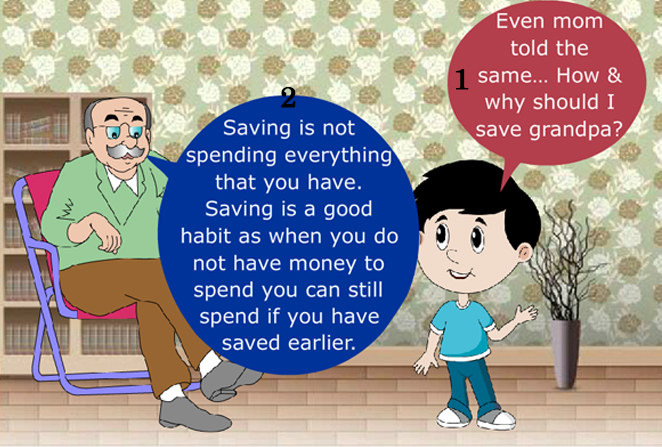 1
Even mom
told the
same... How &
why should I
save grandpa?
2
Saving is not
spending everything
that you have.
Saving is a good
habit as when you do
not have money to
spend you can still
spend if you have
saved earlier.